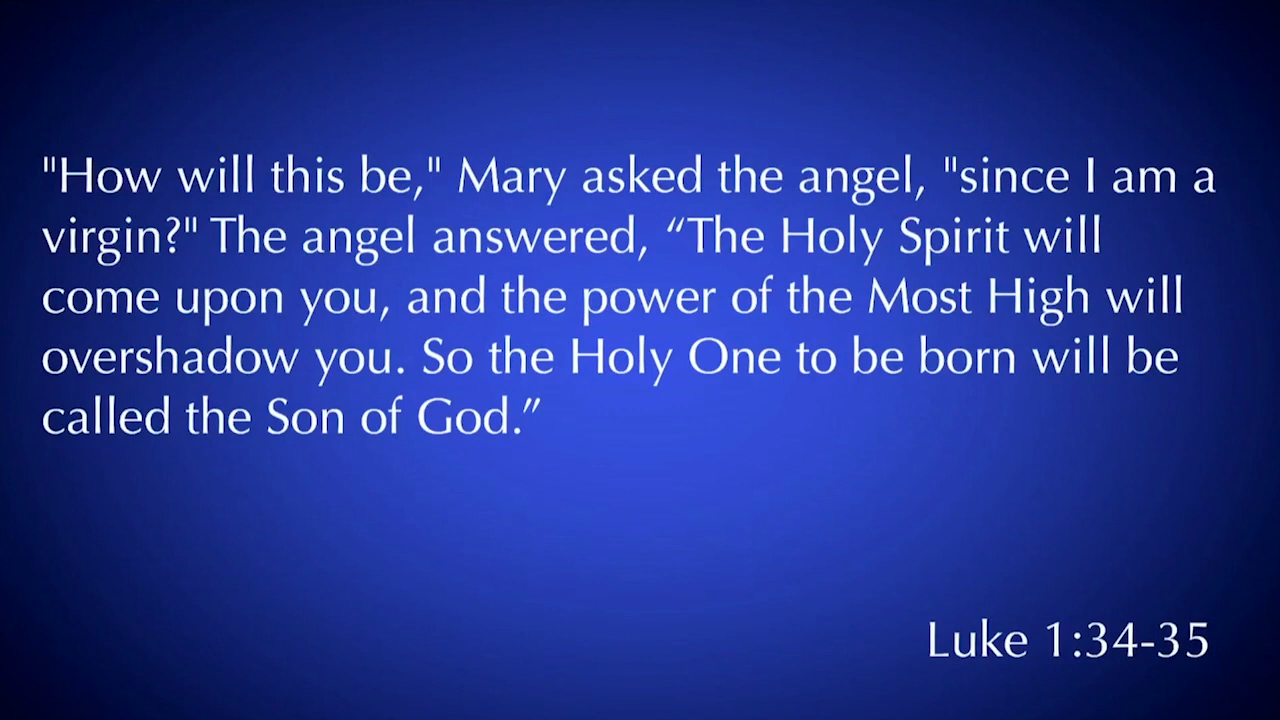 "How will this be," Mary asked the angel, "since I am a
virgin?" The angel answered, “The Holy Spirit will
come upon you, and the power of the Most High will
overshadow you. So the Holy One to be born will be
called the Son of God.”
Luke 1:34-35